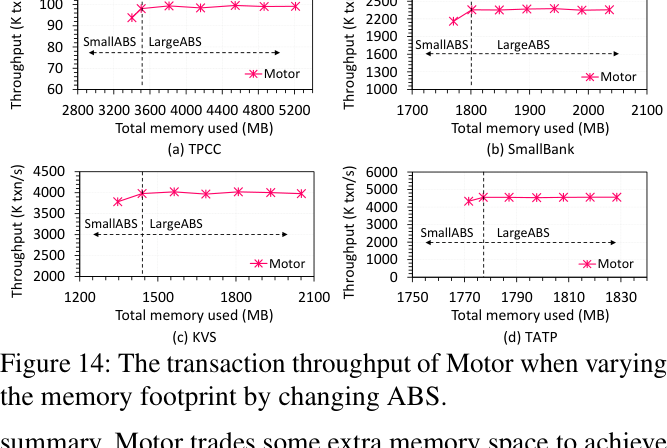 Throughput (K tx
100
90
80
70
60
SmallABS LargeABS
Motor
2800 3200 3600 4000 4400 4800 5200
Total memory used (MB)
(a) TPCC
Throughput (K tx
2500
2200
1900
1600
1300
1000
SmallABS LargeABS
Motor
1700 1800 1900 2000 2100
Total memory used (MB)
(b) SmallBank
Throughput (K txn/s)
4500
4000
3500
3000
2500
2000
SmallABS LargeABS
Motor
1200 1500 1800 2100
Total memory used (MB)
(c) KVS
Throughput (K txn/s)
6000
5000
4000
3000
2000
1000
0
SmallABS LargeABS
Motor
1750 1770 1790 1810 1830
Total memory used (MB)
(d) TATP
Figure 14: The transaction throughput of Motor when varying
the memory footprint by changing ABS.
summary, Motor trades some extra memory space to achieve